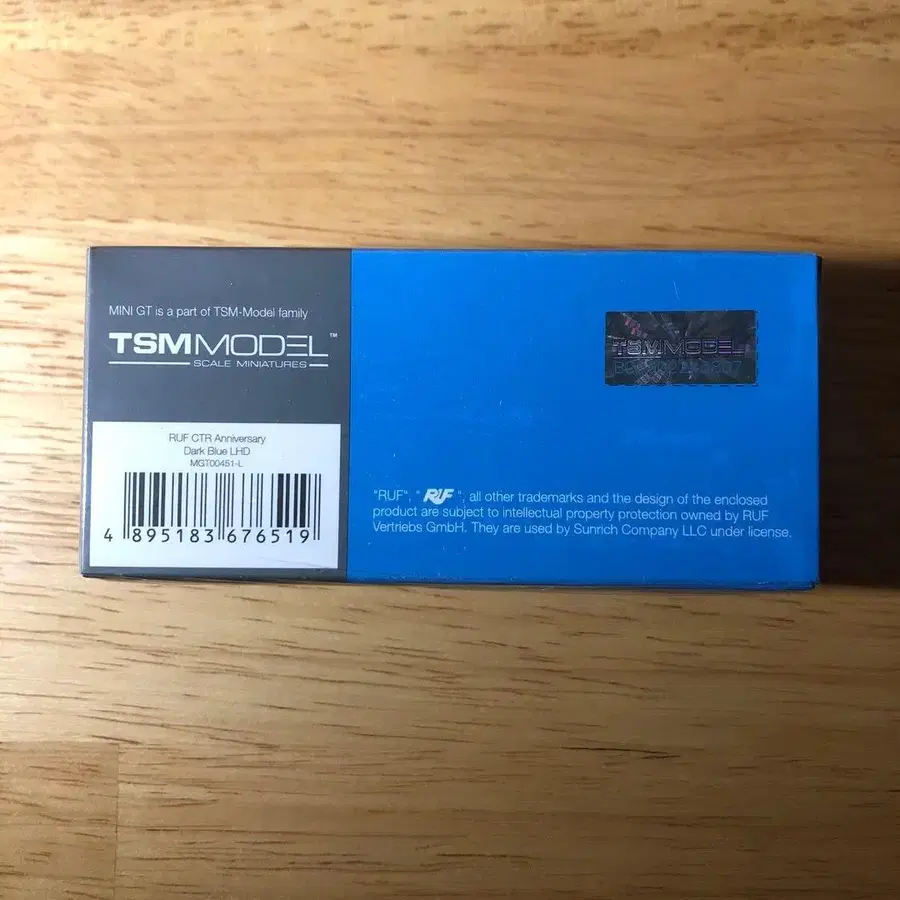 MINI GT is a part of TSM-Model family
TSMMODEL™
SCALE MINIATURES
RUF CTR Anniversary
Dark Blue LHD
MGT00451-L
4 895183 676519
TSMMODEL
"RUF", " RUF ", all other trademarks and the design of the enclosed
product are subject to intellectual property protection owned by RUF
Vertriebs GmbH. They are used by Sunrich Company LLC under license.